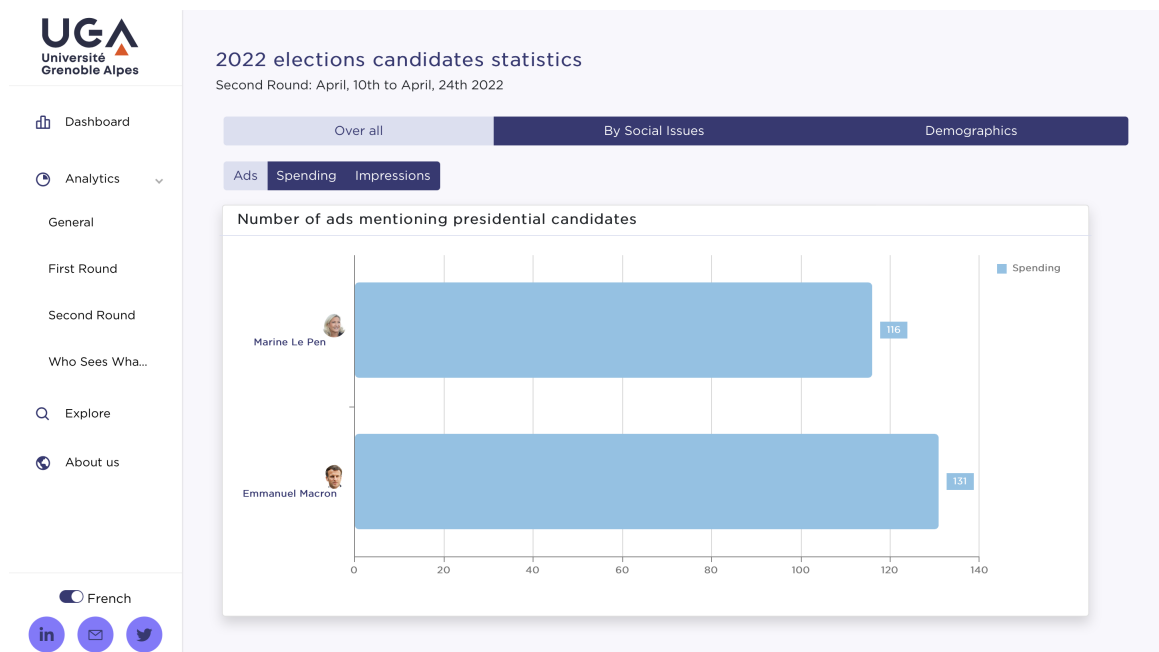 UGA
Université
Grenoble Alpes
Dashboard
Analytics
General
First Round
Second Round
Who Sees Wha...
Explore
About us
French
in
2022 elections candidates statistics
Second Round: April, 10th to April, 24th 2022
Over all By Social Issues Demographics
Ads Spending Impressions
Number of ads mentioning presidential candidates
Spending
Marine Le Pen
116
Emmanuel Macron
131
0 20 40 60 80 100 120 140